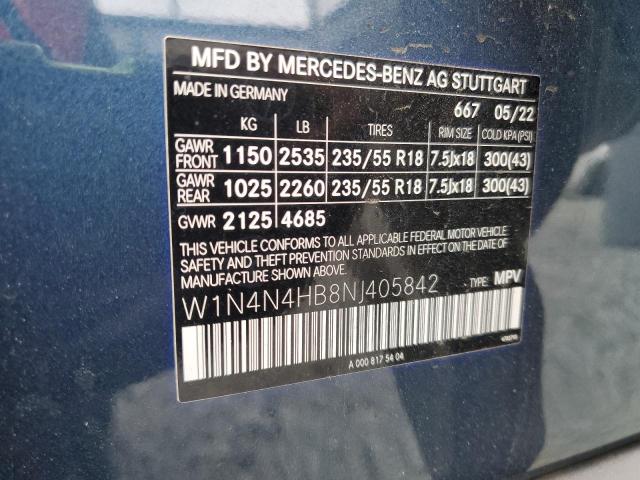 MFD BY MERCEDES-BENZ AG STUTTGART
MADE IN GERMANY
667 05/22
KG LB TIRES RIM SIZE COLD KPA (PSI)
GAWR FRONT 1150 2535 235/55 R18 7.5Jx18 300(43)
GAWR REAR 1025 2260 235/55 R18 7.5Jx18 300(43)
GVWR 2125 4685
THIS VEHICLE CONFORMS TO ALL APPLICABLE FEDERAL MOTOR VEHICLE
SAFETY AND THEFT PREVENTION STANDARDS IN EFFECT ON THE DATE OF
MANUFACTURE SHOWN ABOVE.
W1N4N4HB8NJ405842 TYPE: MPV
A 000 817 54 04